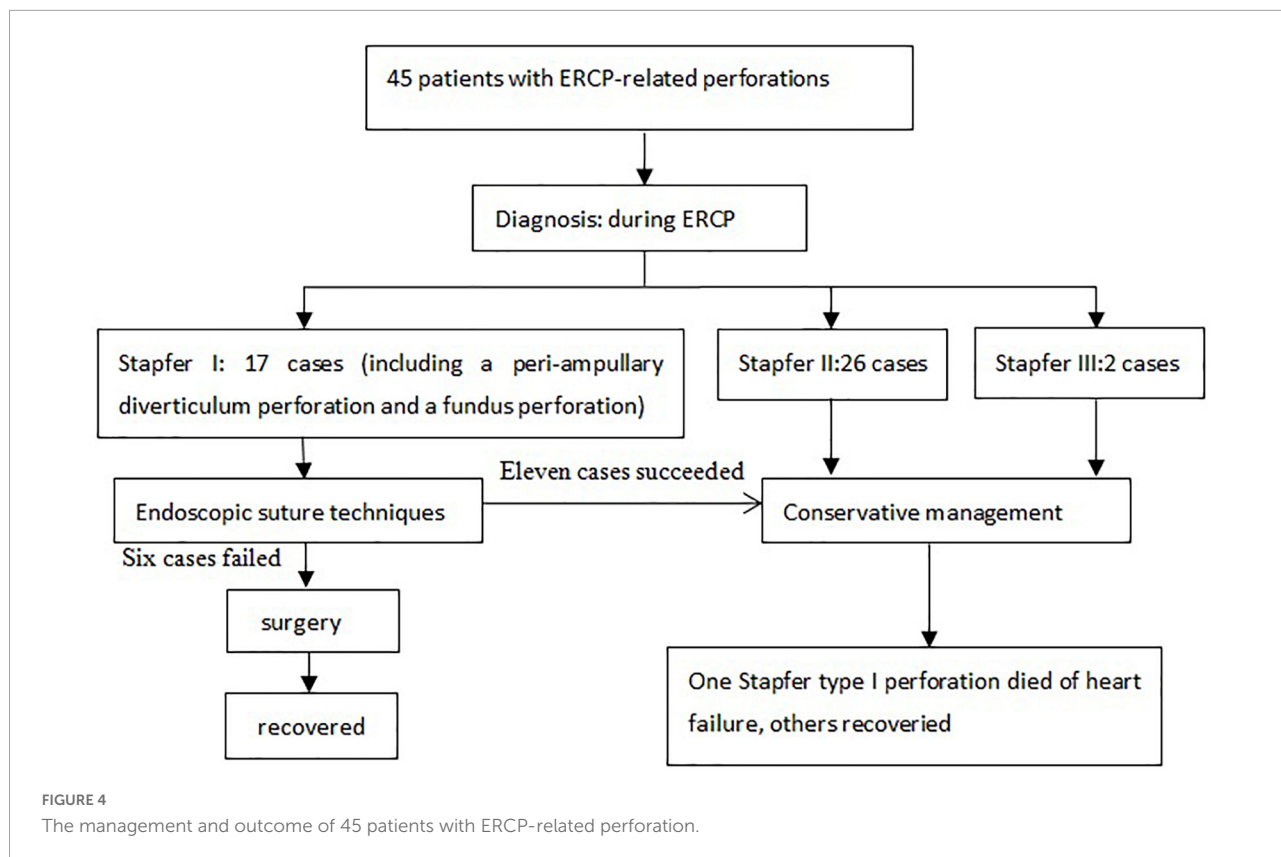 45 patients with ERCP-related perforations
Diagnosis: during ERCP
Stapfer I: 17 cases (including a peri-ampullary
diverticulum perforation and a fundus perforation)
Stapfer II:26 cases
Stapfer III:2 cases
Eleven cases succeeded
Endoscopic suture techniques
Conservative management
Six cases failed
surgery
recovered
One Stapfer type I perforation died of heart
failure, others recoveried
FIGURE 4
The management and outcome of 45 patients with ERCP-related perforation.